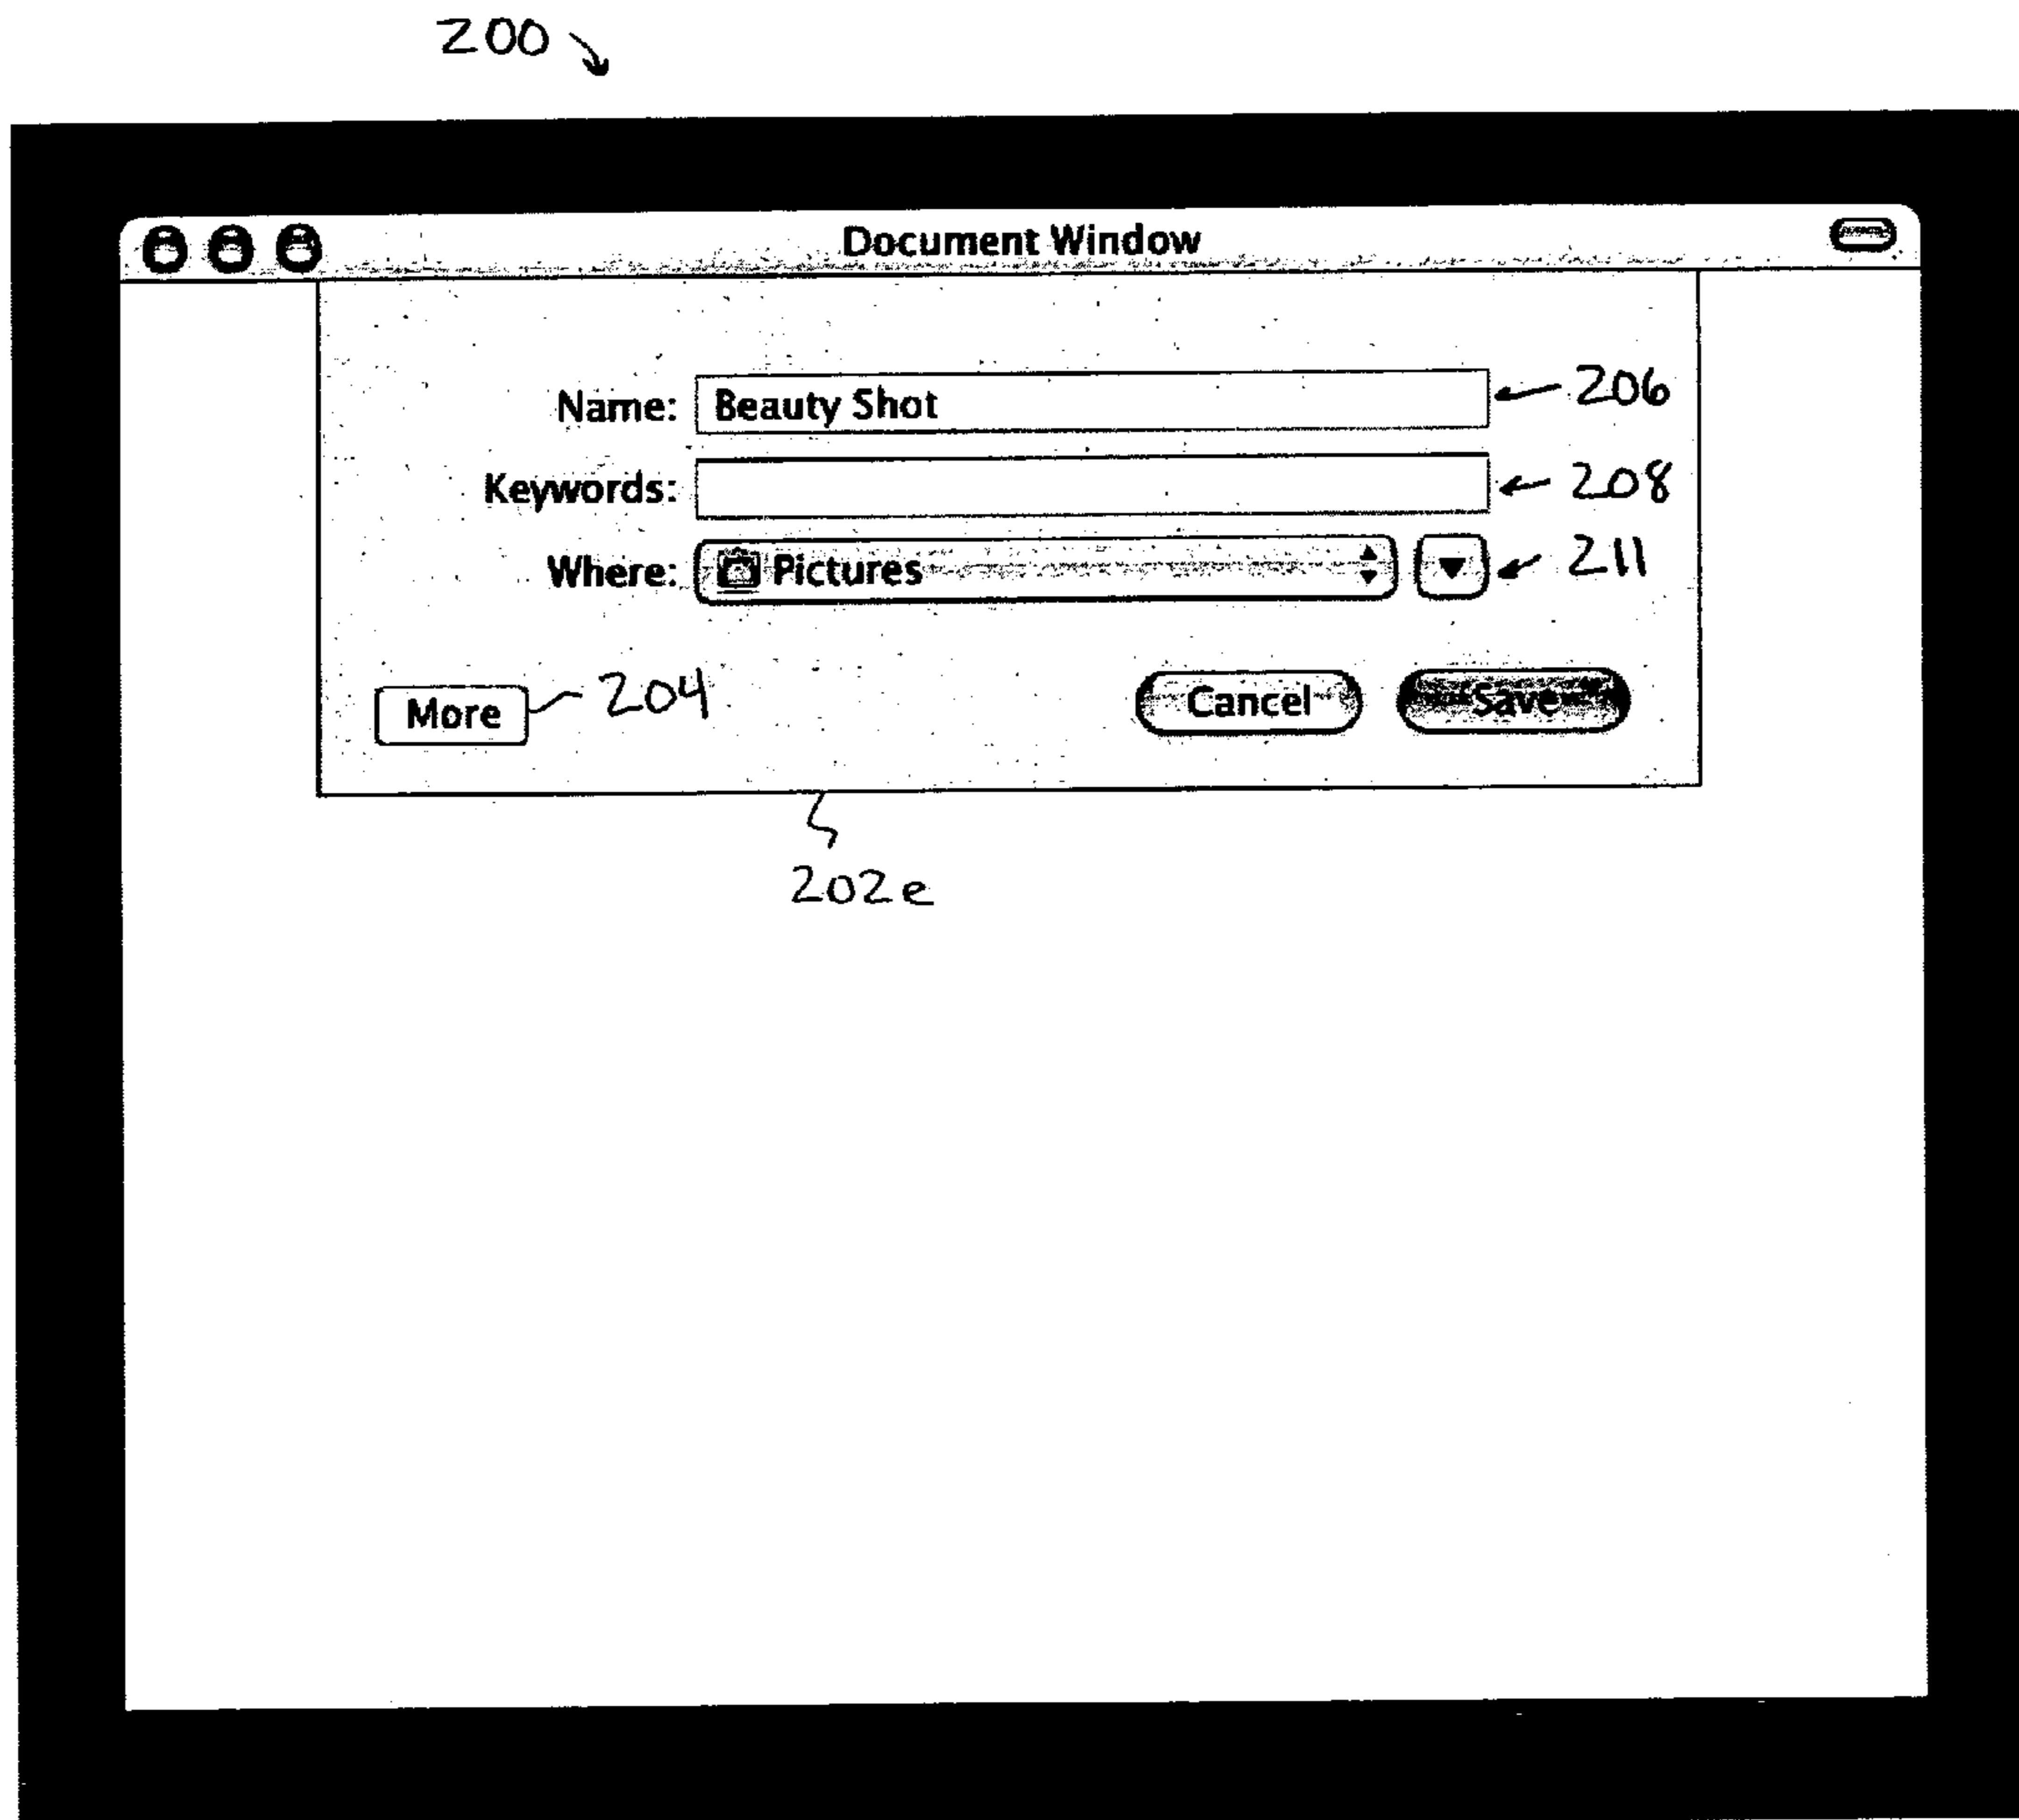 200
Document Window
Name: Beauty Shot 206
Keywords: 208
Where: Pictures 211
More 204 Cancel Save
202e